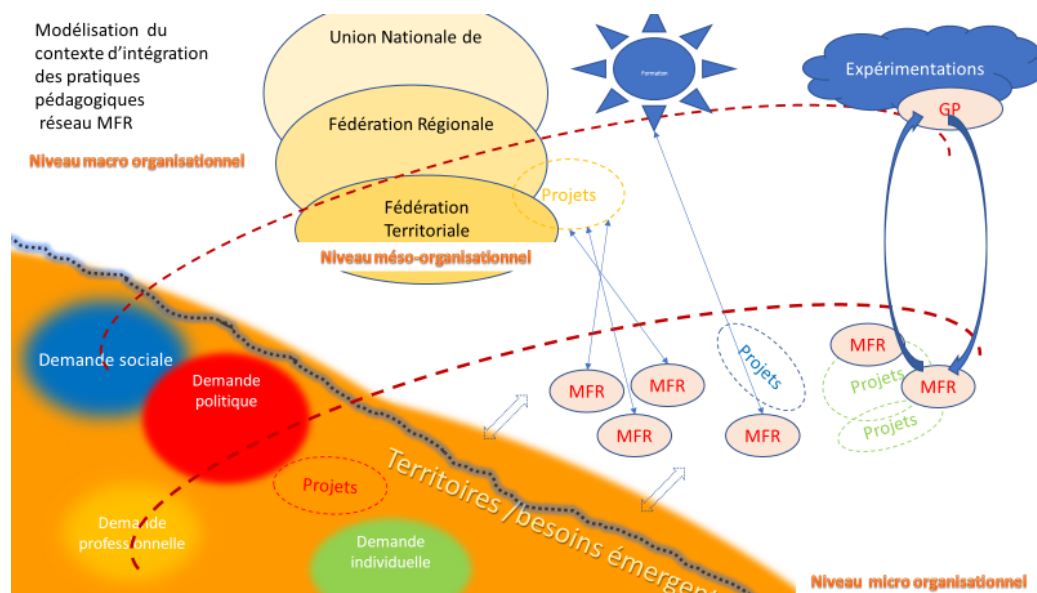 Modélisation du
contexte d'intégration
des pratiques
pédagogiques
réseau MFR
Niveau macro organisationnel
Union Nationale de
Fédération Régionale
Fédération
Territoriale
Niveau méso-organisationnel
Projets
Formation
Expérimentations
GP
Demande sociale
Demande
politique
Projets
Demande
professionnelle
Demande
individuelle
Territoires /besoins émergent
MFR
MFR
MFR
Projets
MFR
MFR
Projets
MFR
Projets
Niveau micro organisationnel